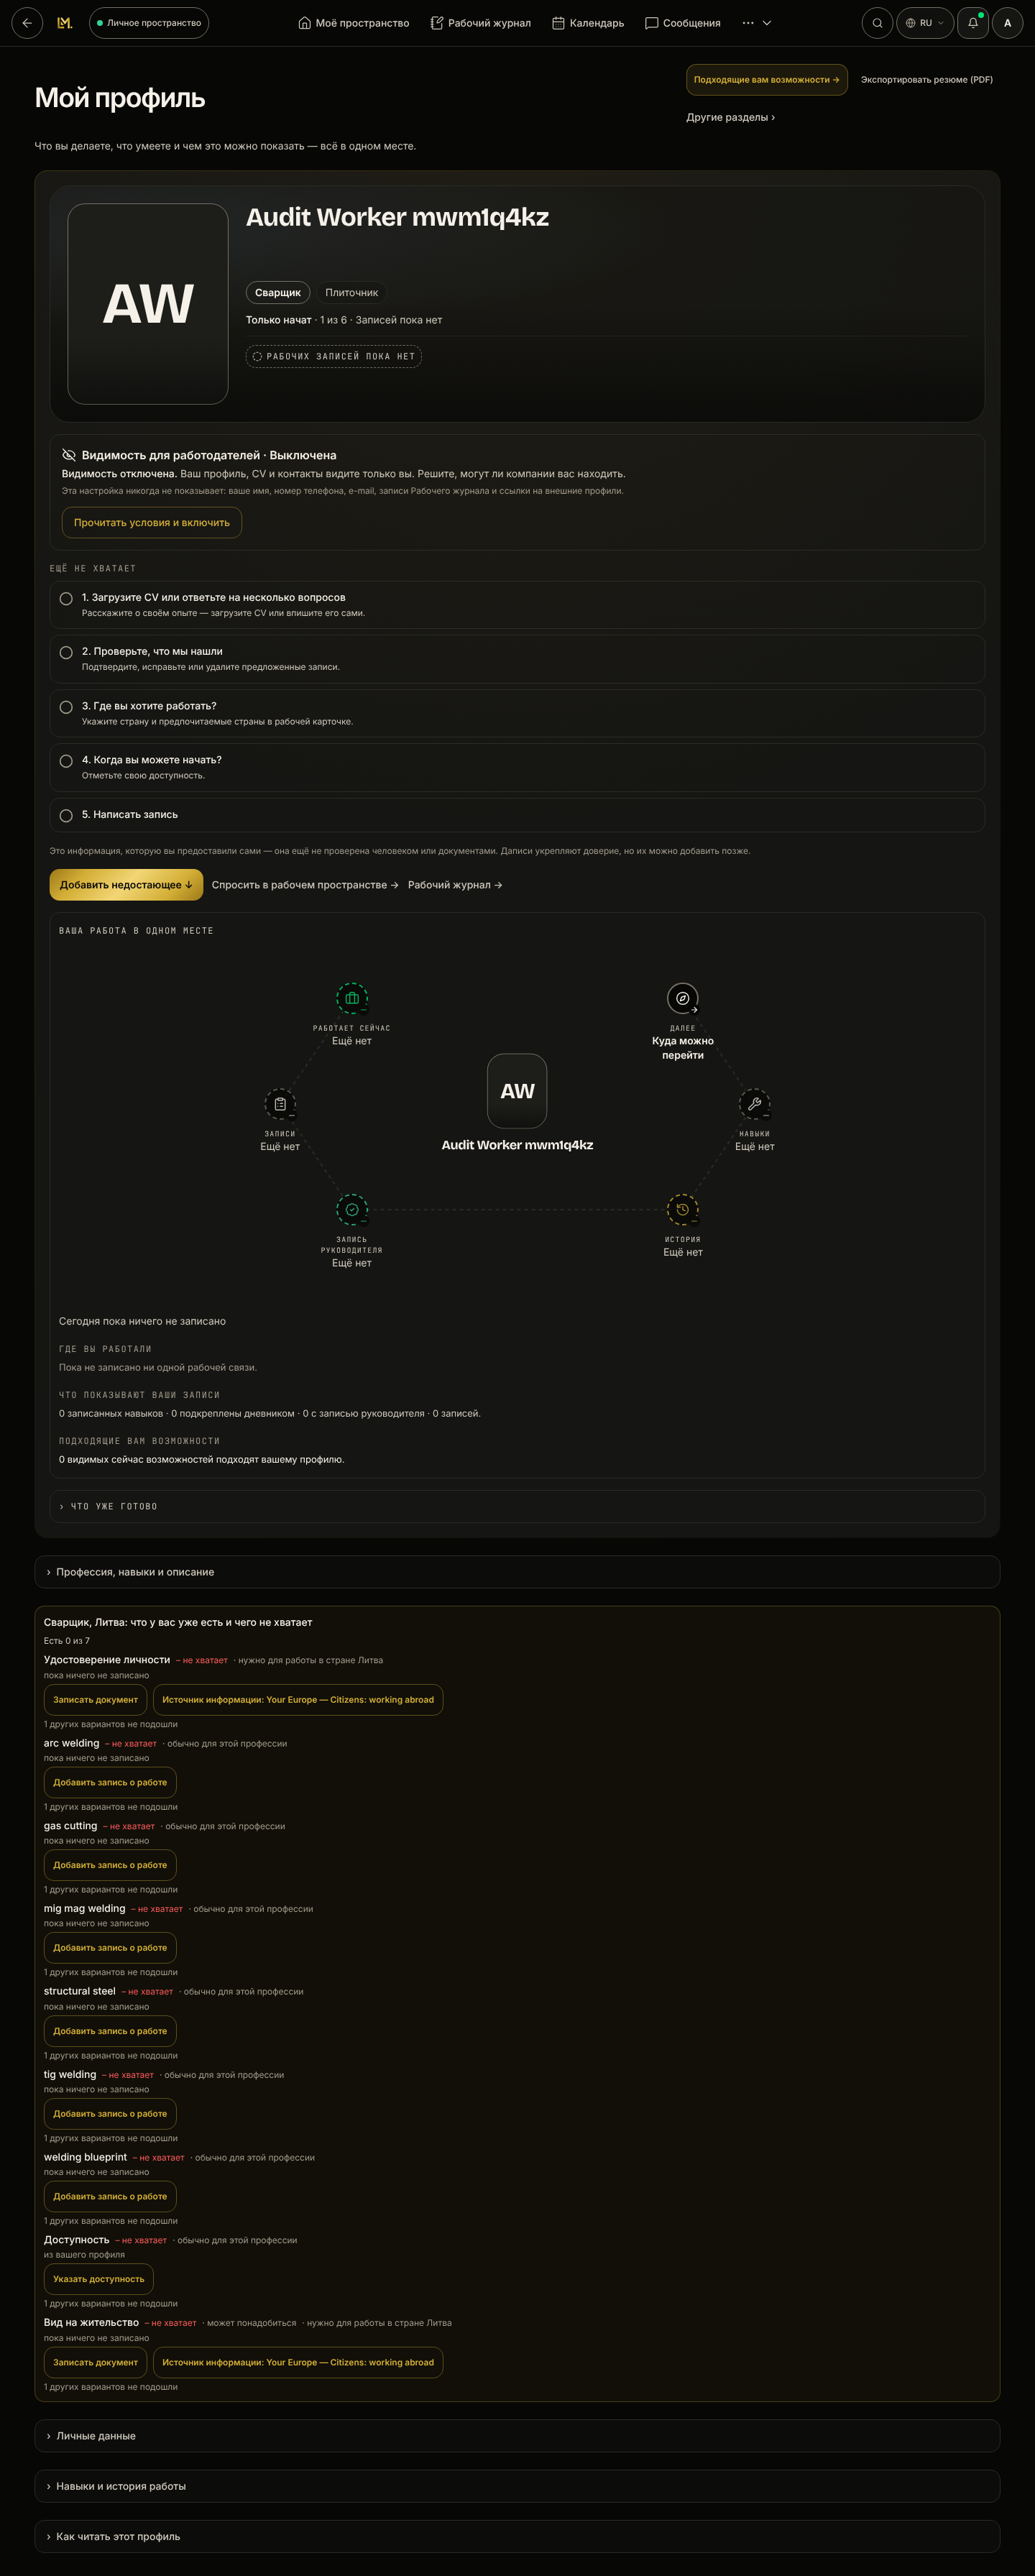 LM.
Личное пространство
Моё пространство
Рабочий журнал
Календарь
Сообщения
RU
A
Мой профиль
Подходящие вам возможности →
Экспортировать резюме (PDF)
Другие разделы ›
Что вы делаете, что умеете и чем это можно показать — всё в одном месте.
AW
Audit Worker mwm1q4kz
Сварщик
Плиточник
Только начат · 1 из 6 · Записей пока нет
РАБОЧИХ ЗАПИСЕЙ ПОКА НЕТ
Видимость для работодателей · Выключена
Видимость отключена. Ваш профиль, CV и контакты видите только вы. Решите, могут ли компании вас находить.
Эта настройка никогда не показывает: ваше имя, номер телефона, e-mail, записи Рабочего журнала и ссылки на внешние профили.
Прочитать условия и включить
ЕЩЁ НЕ ХВАТАЕТ
1. Загрузите CV или ответьте на несколько вопросов
Расскажите о своём опыте — загрузите CV или впишите его сами.
2. Проверьте, что мы нашли
Подтвердите, исправьте или удалите предложенные записи.
3. Где вы хотите работать?
Укажите страну и предпочитаемые страны в рабочей карточке.
4. Когда вы можете начать?
Отметьте свою доступность.
5. Написать запись
Это информация, которую вы предоставили сами — она ещё не проверена человеком или документами. Даписи укрепляют доверие, но их можно добавить позже.
Добавить недостающее ↓
Спросить в рабочем пространстве →
Рабочий журнал →
ВАША РАБОТА В ОДНОМ МЕСТЕ
РАБОТАЕТ СЕЙЧАС
Ещё нет
ДАЛЕЕ
Куда можно
перейти
AW
Audit Worker mwm1q4kz
ЗАПИСИ
Ещё нет
НАВЫКИ
Ещё нет
ЗАПИСЬ
РУКОВОДИТЕЛЯ
Ещё нет
ИСТОРИЯ
Ещё нет
Сегодня пока ничего не записано
ГДЕ ВЫ РАБОТАЛИ
Пока не записано ни одной рабочей связи.
ЧТО ПОКАЗЫВАЮТ ВАШИ ЗАПИСИ
0 записанных навыков · 0 подкреплены дневником · 0 с записью руководителя · 0 записей.
ПОДХОДЯЩИЕ ВАМ ВОЗМОЖНОСТИ
0 видимых сейчас возможностей подходят вашему профилю.
› ЧТО УЖЕ ГОТОВО
› Профессия, навыки и описание
Сварщик, Литва: что у вас уже есть и чего не хватает
Есть 0 из 7
Удостоверение личности – не хватает · нужно для работы в стране Литва
пока ничего не записано
Записать документ
Источник информации: Your Europe — Citizens: working abroad
1 других вариантов не подошли
arc welding – не хватает · обычно для этой профессии
пока ничего не записано
Добавить запись о работе
1 других вариантов не подошли
gas cutting – не хватает · обычно для этой профессии
пока ничего не записано
Добавить запись о работе
1 других вариантов не подошли
mig mag welding – не хватает · обычно для этой профессии
пока ничего не записано
Добавить запись о работе
1 других вариантов не подошли
structural steel – не хватает · обычно для этой профессии
пока ничего не записано
Добавить запись о работе
1 других вариантов не подошли
tig welding – не хватает · обычно для этой профессии
пока ничего не записано
Добавить запись о работе
1 других вариантов не подошли
welding blueprint – не хватает · обычно для этой профессии
пока ничего не записано
Добавить запись о работе
1 других вариантов не подошли
Доступность – не хватает · обычно для этой профессии
из вашего профиля
Указать доступность
1 других вариантов не подошли
Вид на жительство – не хватает · может понадобиться · нужно для работы в стране Литва
пока ничего не записано
Записать документ
Источник информации: Your Europe — Citizens: working abroad
1 других вариантов не подошли
› Личные данные
› Навыки и история работы
› Как читать этот профиль